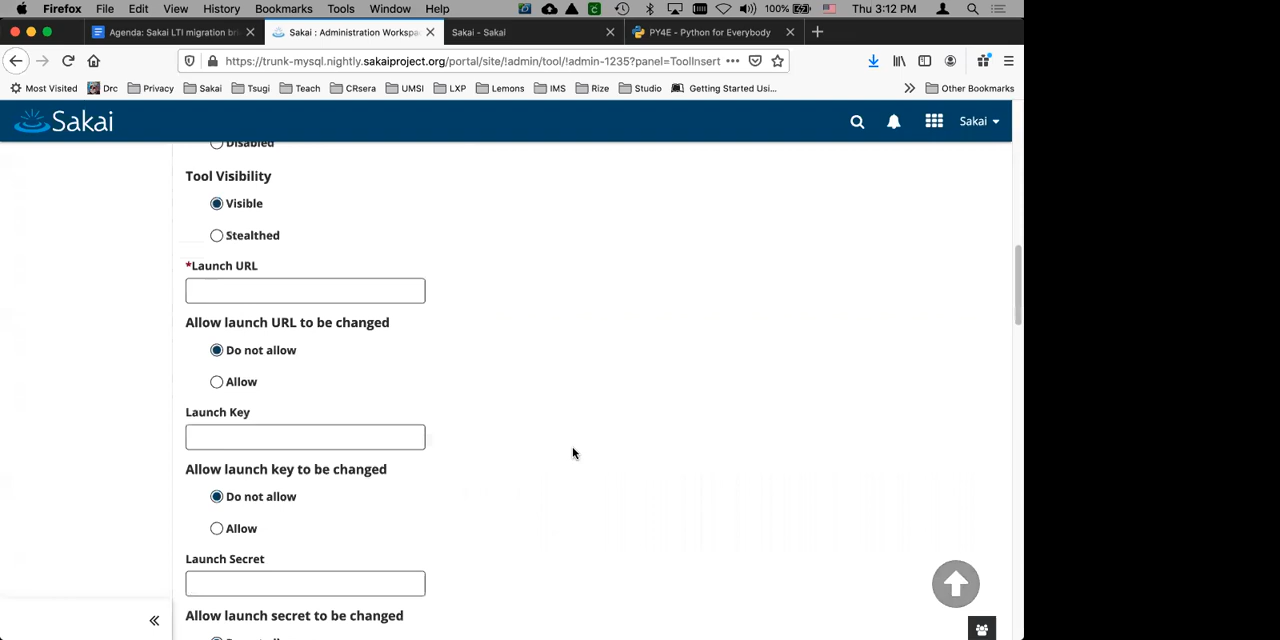 Firefox File Edit View History Bookmarks Tools Window Help 100% Thu 3:12 PM
Agenda: Sakai LTI migration bri Sakai : Administration Workspa Sakai - Sakai PY4E - Python for Everybody
https://trunk-mysql.nightly.sakaiproject.org/portal/site/!admin/tool/!admin-1235?panel=ToolInsert
Most Visited Drc Privacy Sakai Tsugi Teach CRsera UMSI LXP Lemons IMS Rize Studio Getting Started Usi... Other Bookmarks
Sakai Sakai
Disabled
Tool Visibility
Visible
Stealthed
*Launch URL
Allow launch URL to be changed
Do not allow
Allow
Launch Key
Allow launch key to be changed
Do not allow
Allow
Launch Secret
Allow launch secret to be changed